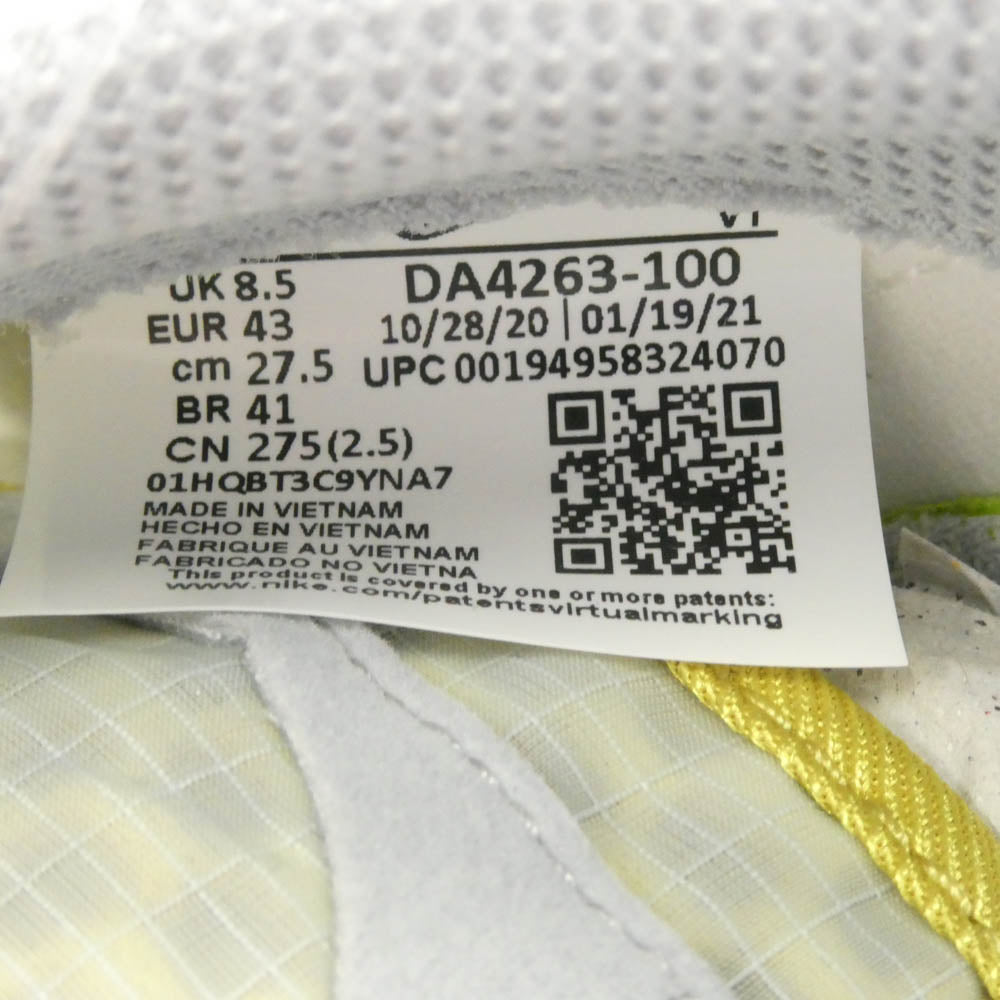 UK 8.5
EUR 43
cm 27.5
BR 41
CN 275(2.5)
01HQBT3C9YNA7
MADE IN VIETNAM
HECHO EN VIETNAM
FABRIQUE AU VIETNAM
FABRICADO NO VIETNA
This product is covered by one or more patents:
www.nike.com/patentsvirtualmarking
DA4263-100
10/28/20 | 01/19/21
UPC 00194958324070